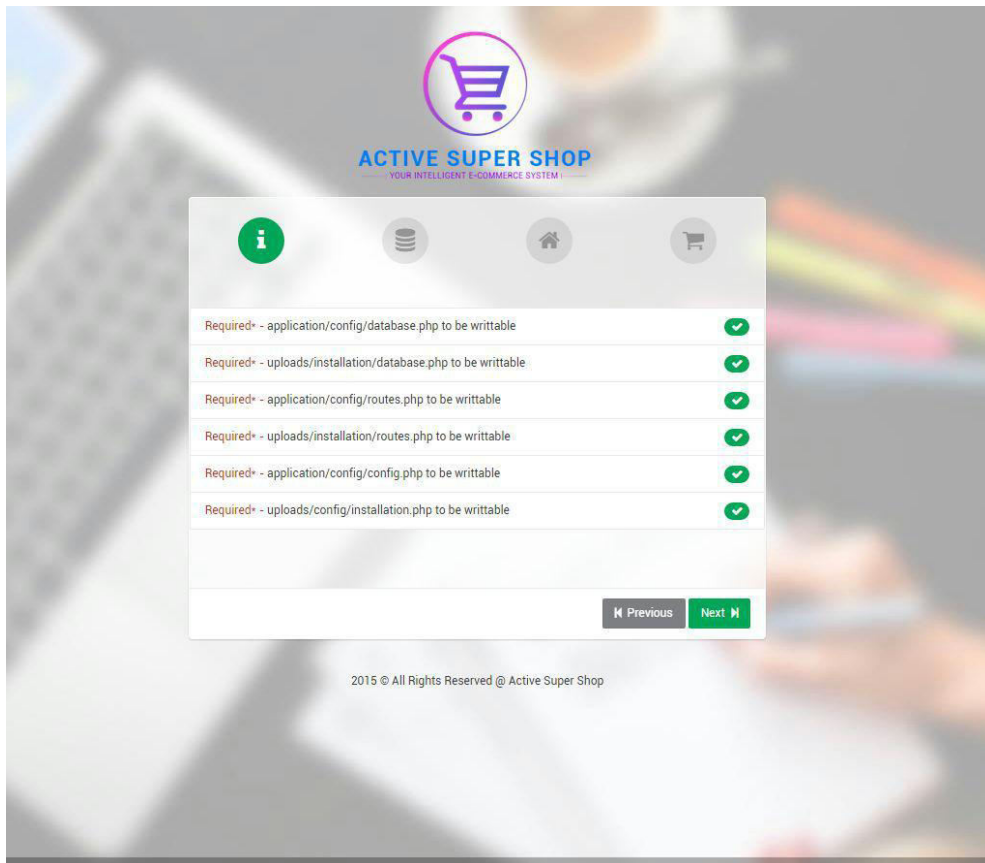 ACTIVE SUPER SHOP
YOUR INTELLIGENT E-COMMERCE SYSTEM !
Required* - application/config/database.php to be writtable
Required* - uploads/installation/database.php to be writtable
Required* - application/config/routes.php to be writtable
Required* - uploads/installation/routes.php to be writtable
Required* - application/config/config.php to be writtable
Required* - uploads/config/installation.php to be writtable
Previous
Next
2015 © All Rights Reserved @ Active Super Shop